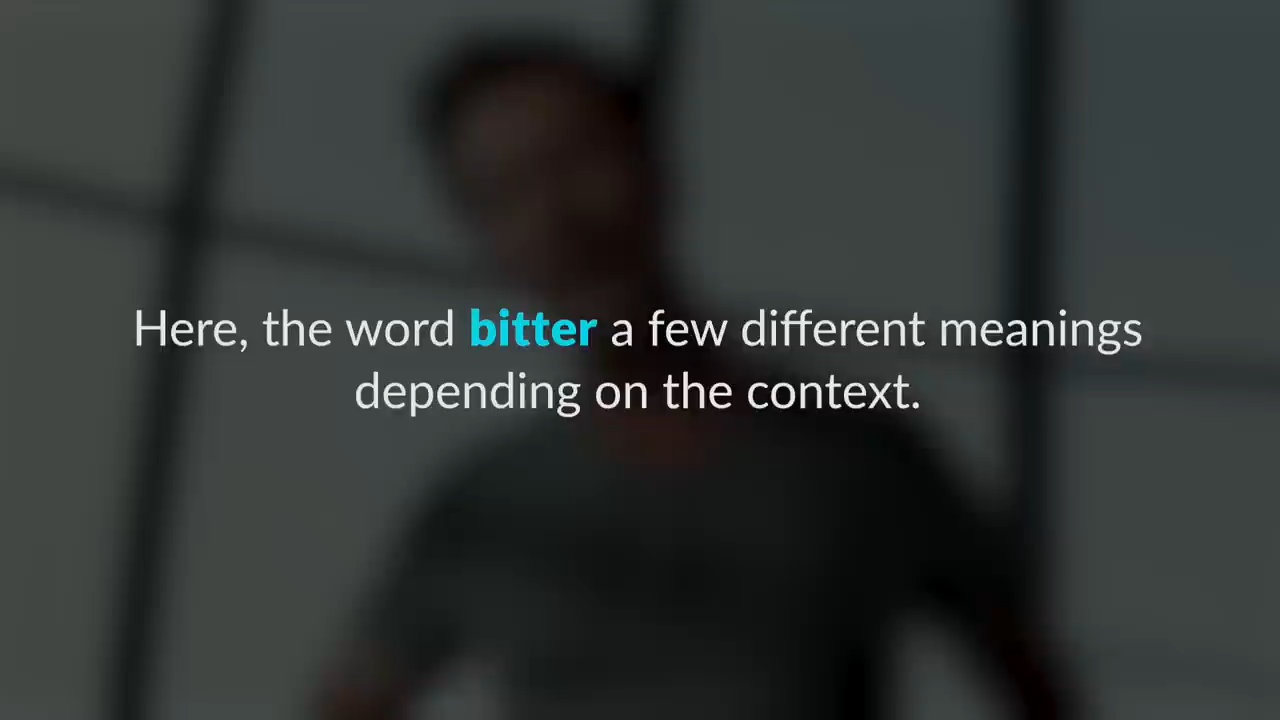 Here, the word bitter a few different meanings
depending on the context.